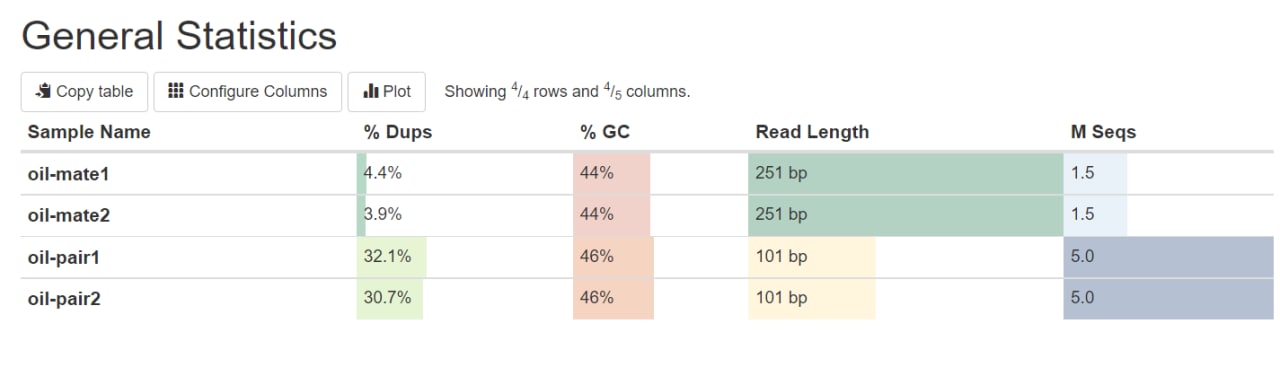 General Statistics
Copy table Configure Columns Plot Showing 4/4 rows and 4/5 columns.
Sample Name % Dups % GC Read Length M Seqs
oil-mate1 4.4% 44% 251 bp 1.5
oil-mate2 3.9% 44% 251 bp 1.5
oil-pair1 32.1% 46% 101 bp 5.0
oil-pair2 30.7% 46% 101 bp 5.0